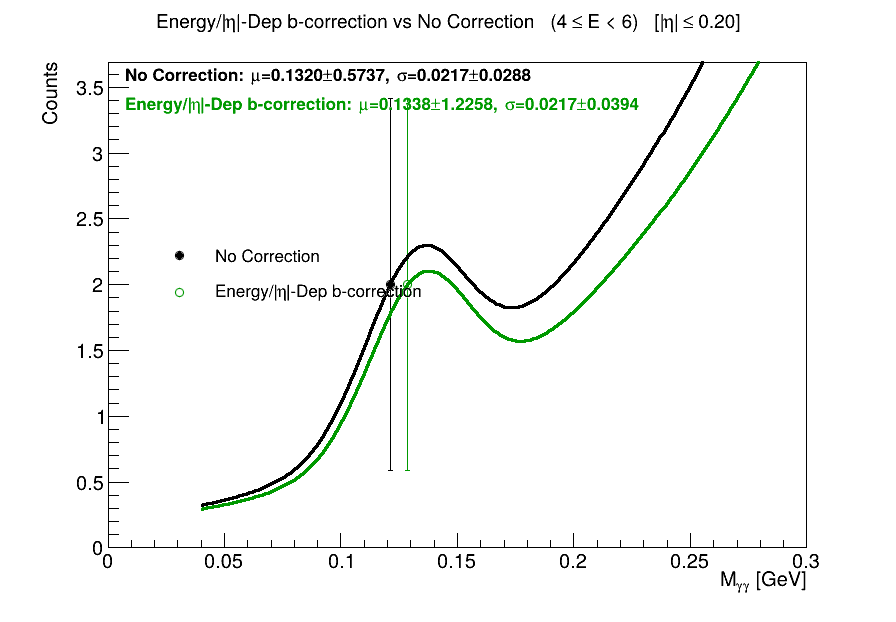 Energy/|η|-Dep b-correction vs No Correction (4 ≤ E < 6) [|η| ≤ 0.20]
Counts
No Correction: μ=0.1320±0.5737, σ=0.0217±0.0288
Energy/|η|-Dep b-correction: μ=0.1338±1.2258, σ=0.0217±0.0394
No Correction
Energy/|η|-Dep b-correction
3.5
3
2.5
2
1.5
1
0.5
0
0 0.05 0.1 0.15 0.2 0.25 0.3
Mγγ [GeV]